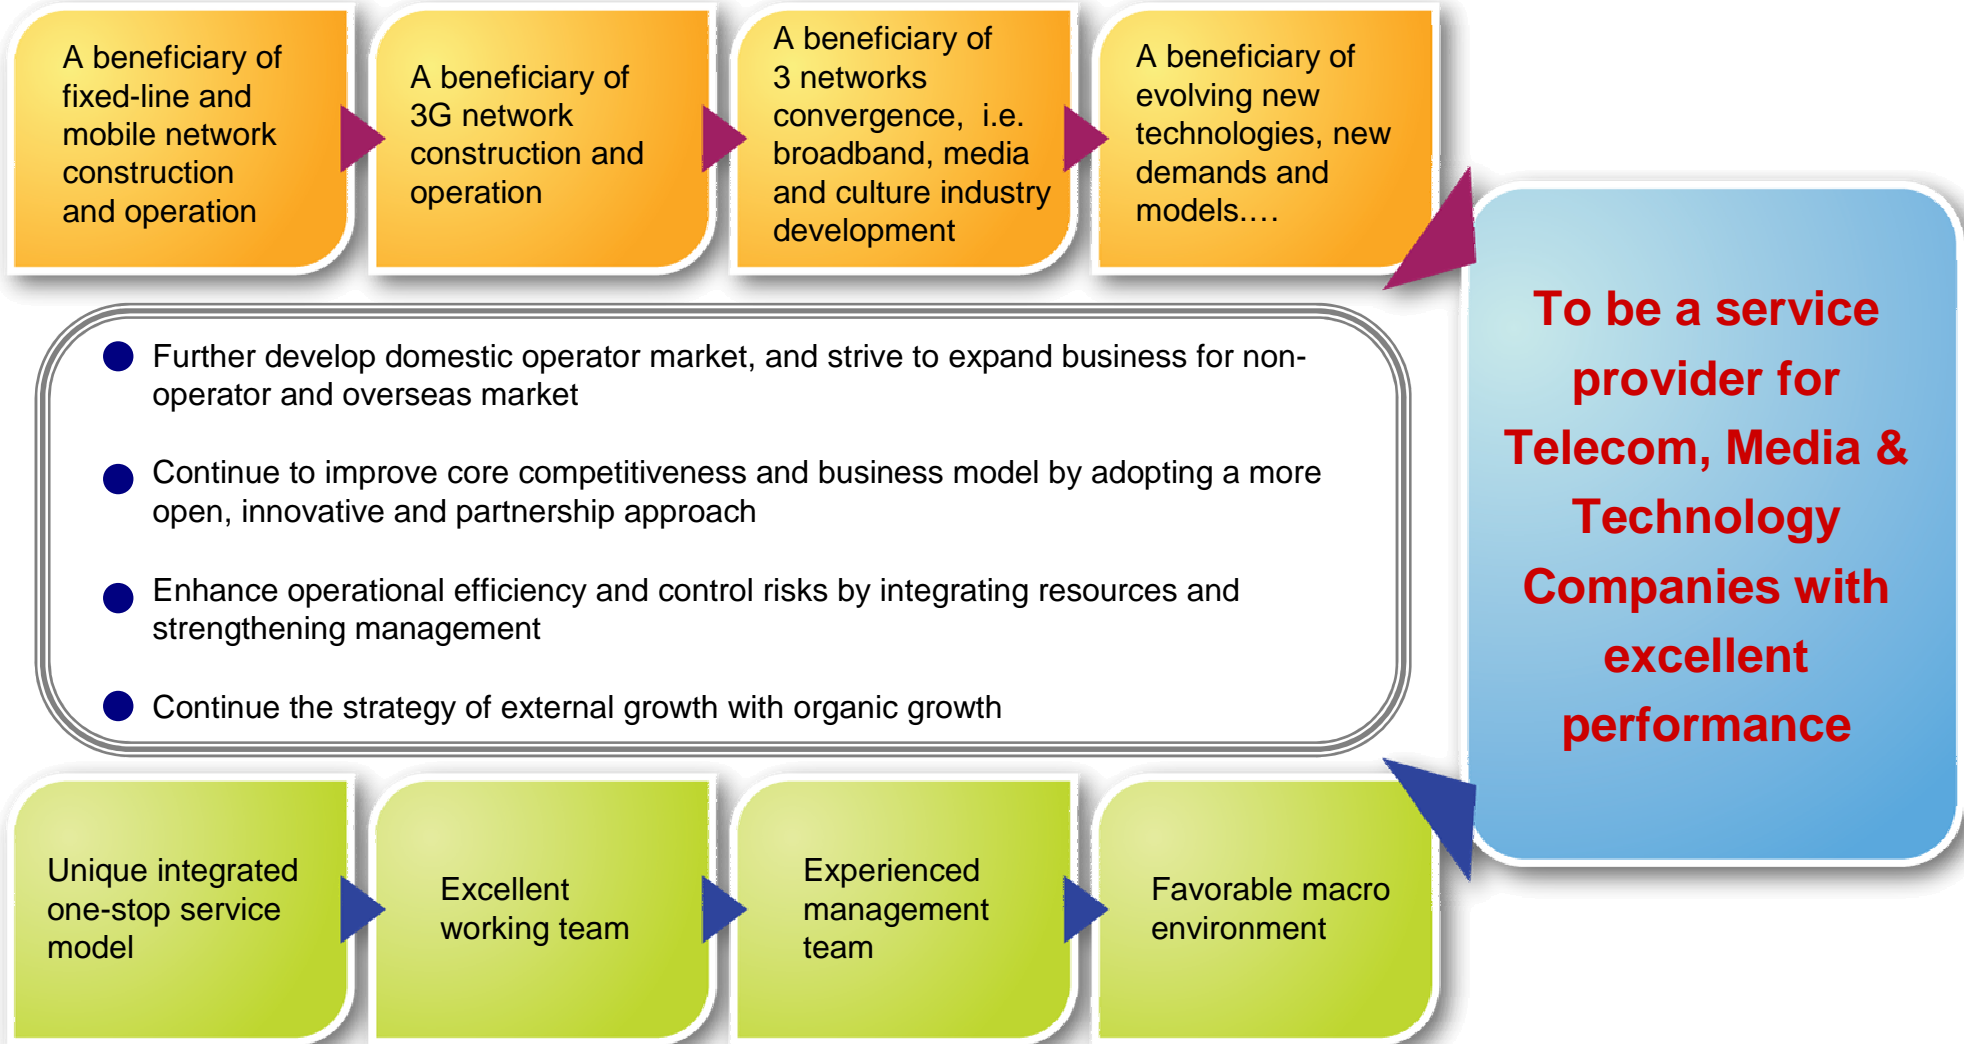 A beneficiary of
fixed-line and
mobile network
construction
and operation
A beneficiary of
3G network
construction and
operation
A beneficiary of
3 networks
convergence, i.e.
broadband, media
and culture industry
development
A beneficiary of
evolving new
technologies, new
demands and
models.…
Further develop domestic operator market, and strive to expand business for non-
operator and overseas market
Continue to improve core competitiveness and business model by adopting a more
open, innovative and partnership approach
Enhance operational efficiency and control risks by integrating resources and
strengthening management
Continue the strategy of external growth with organic growth
To be a service
provider for
Telecom, Media &
Technology
Companies with
excellent
performance
Unique integrated
one-stop service
model
Excellent
working team
Experienced
management
team
Favorable macro
environment